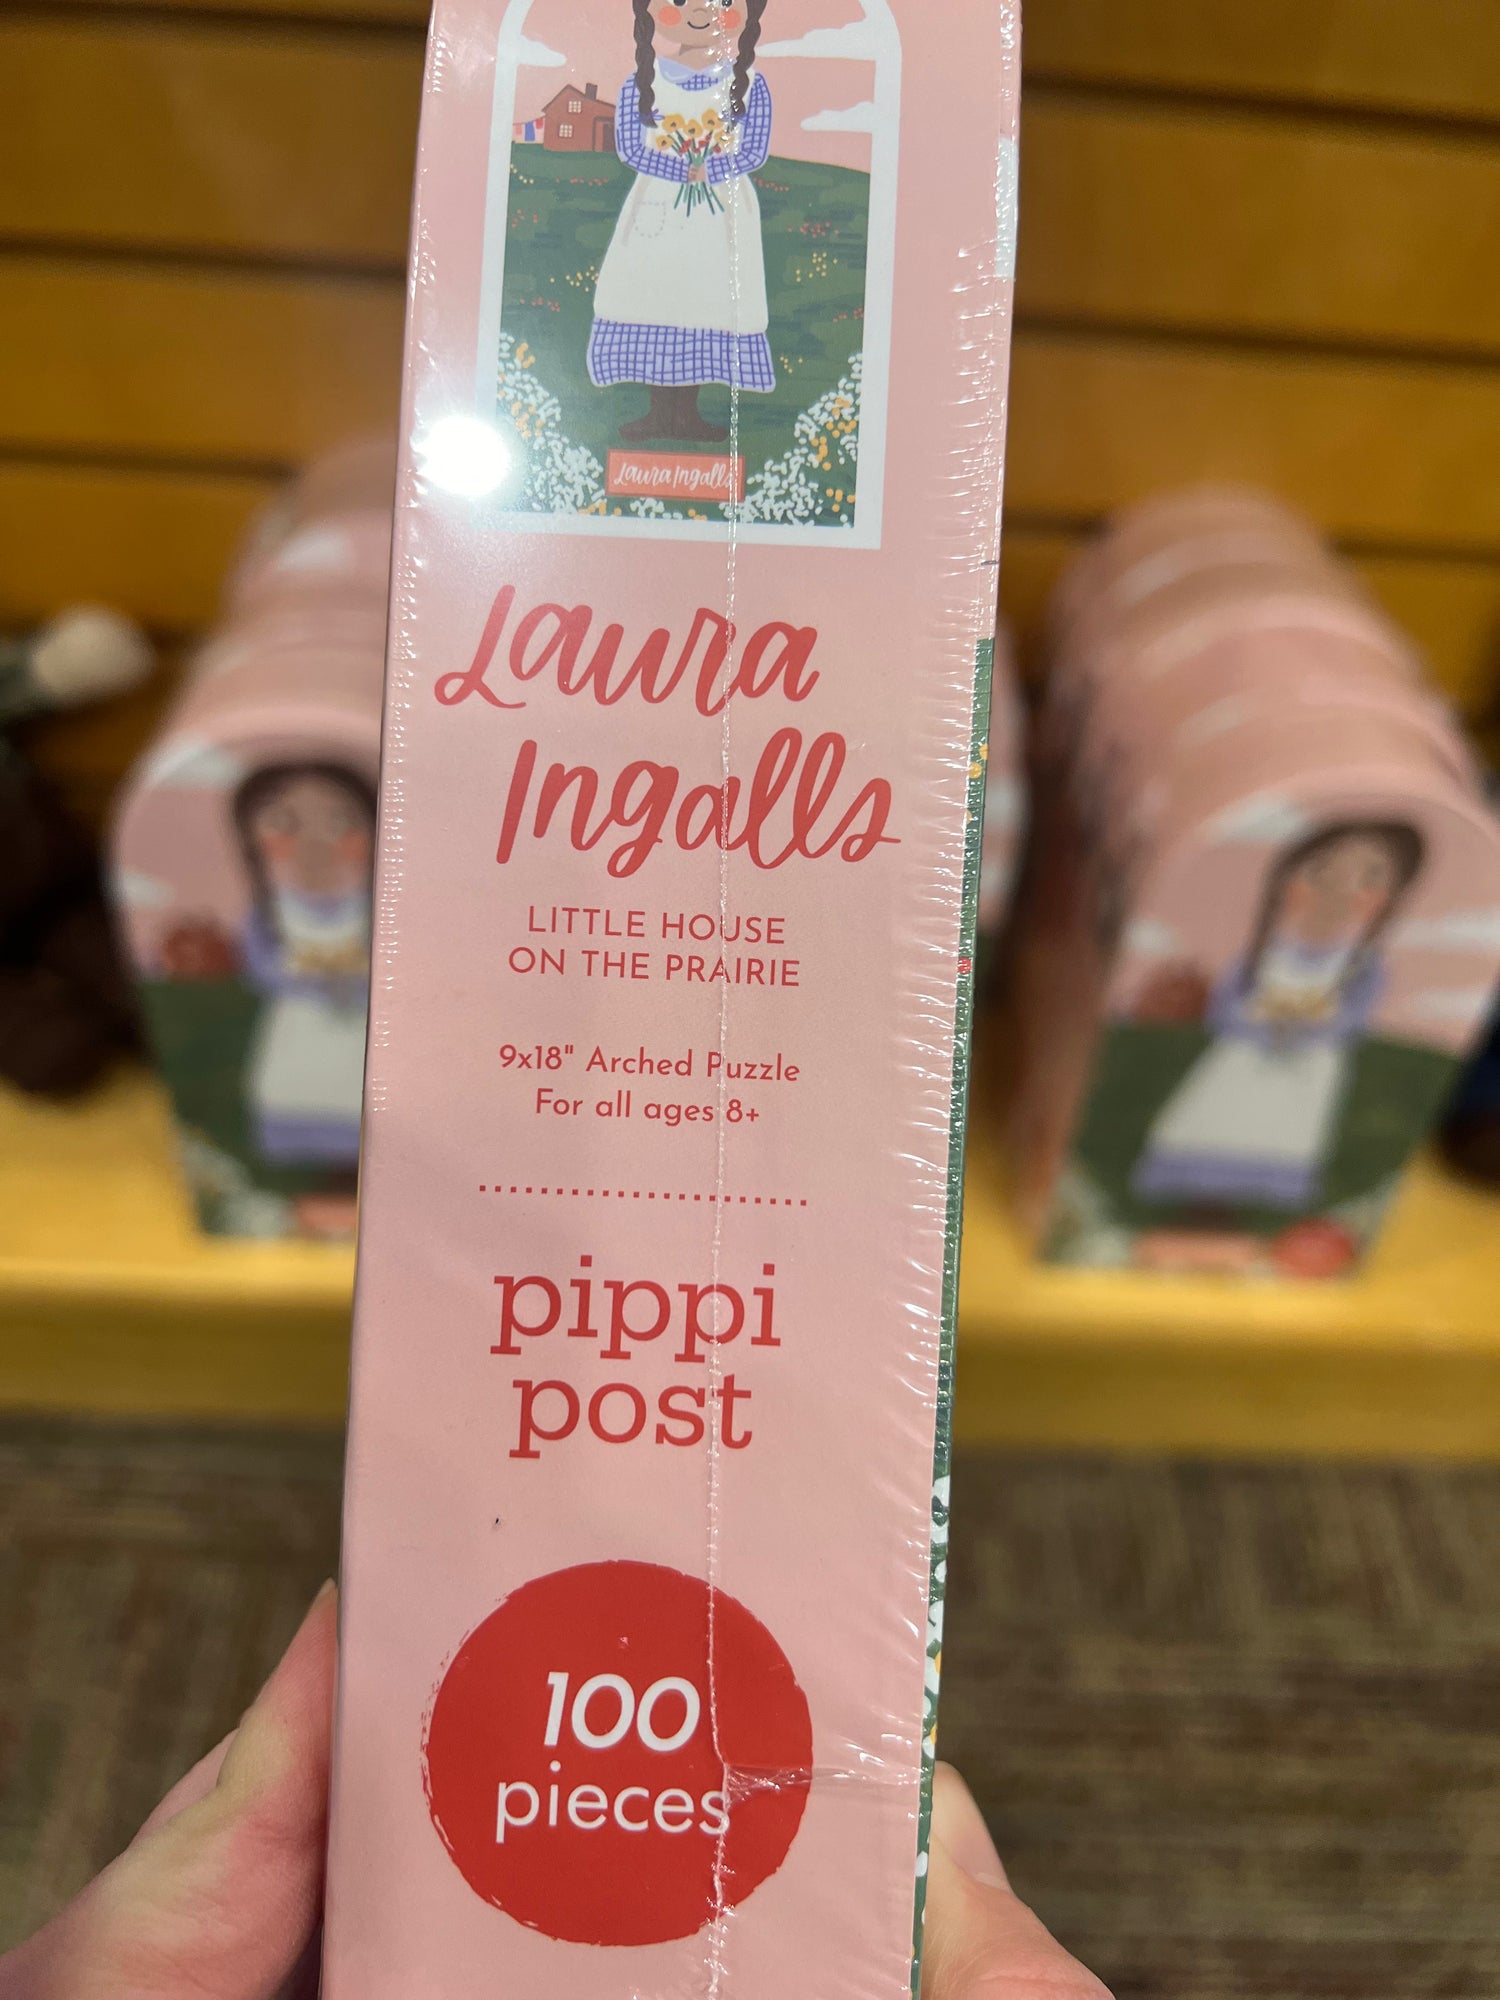 Laura Ingalls
Laura
Ingalls
LITTLE HOUSE
ON THE PRAIRIE
9x18" Arched Puzzle
For all ages 8+
pippi
post
100
pieces